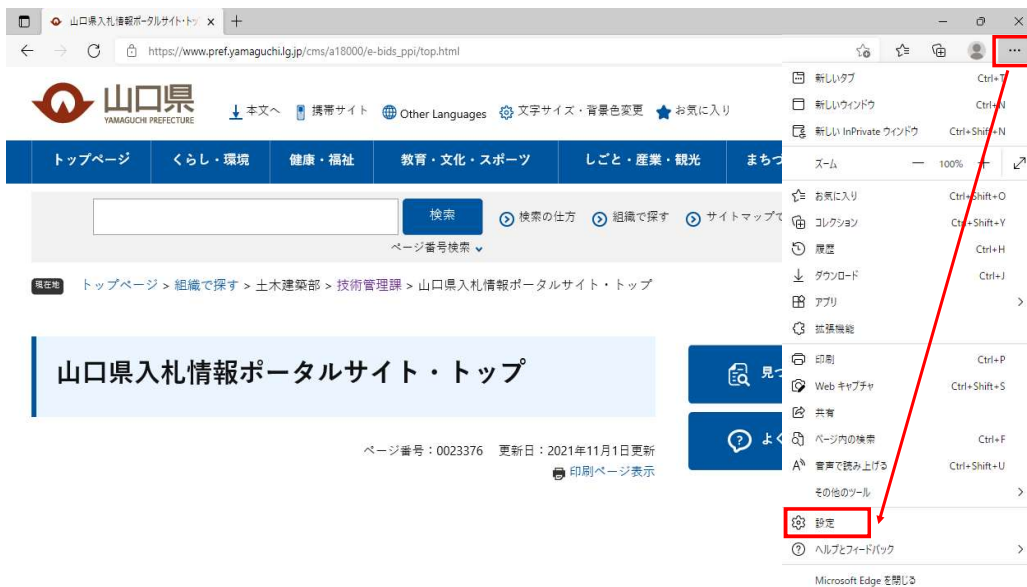 山口県入札情報ポータルサイト・トッ
https://www.pref.yamaguchi.lg.jp/cms/a18000/e-bids_ppi/top.html
山口県
YAMAGUCHI PREFECTURE
本文へ 携帯サイト Other Languages 文字サイズ・背景色変更 お気に入り
トップページ くらし・環境 健康・福祉 教育・文化・スポーツ しごと・産業・観光 まちつ
検索 検索の仕方 組織で探す サイトマップで
ページ番号検索
現在地 トップページ > 組織で探す > 土木建築部 > 技術管理課 > 山口県入札情報ポータルサイト・トップ
山口県入札情報ポータルサイト・トップ
見つ
よく
ページ番号：0023376 更新日：2021年11月1日更新
印刷ページ表示
新しいタブ Ctrl+T
新しいウィンドウ Ctrl+N
新しい InPrivate ウィンドウ Ctrl+Shift+N
ズーム — 100% +
お気に入り Ctrl+Shift+O
コレクション Ctrl+Shift+Y
履歴 Ctrl+H
ダウンロード Ctrl+J
アプリ
拡張機能
印刷 Ctrl+P
Web キャプチャ Ctrl+Shift+S
共有
ページ内の検索 Ctrl+F
音声で読み上げる Ctrl+Shift+U
その他のツール
設定
ヘルプとフィードバック
Microsoft Edge を閉じる